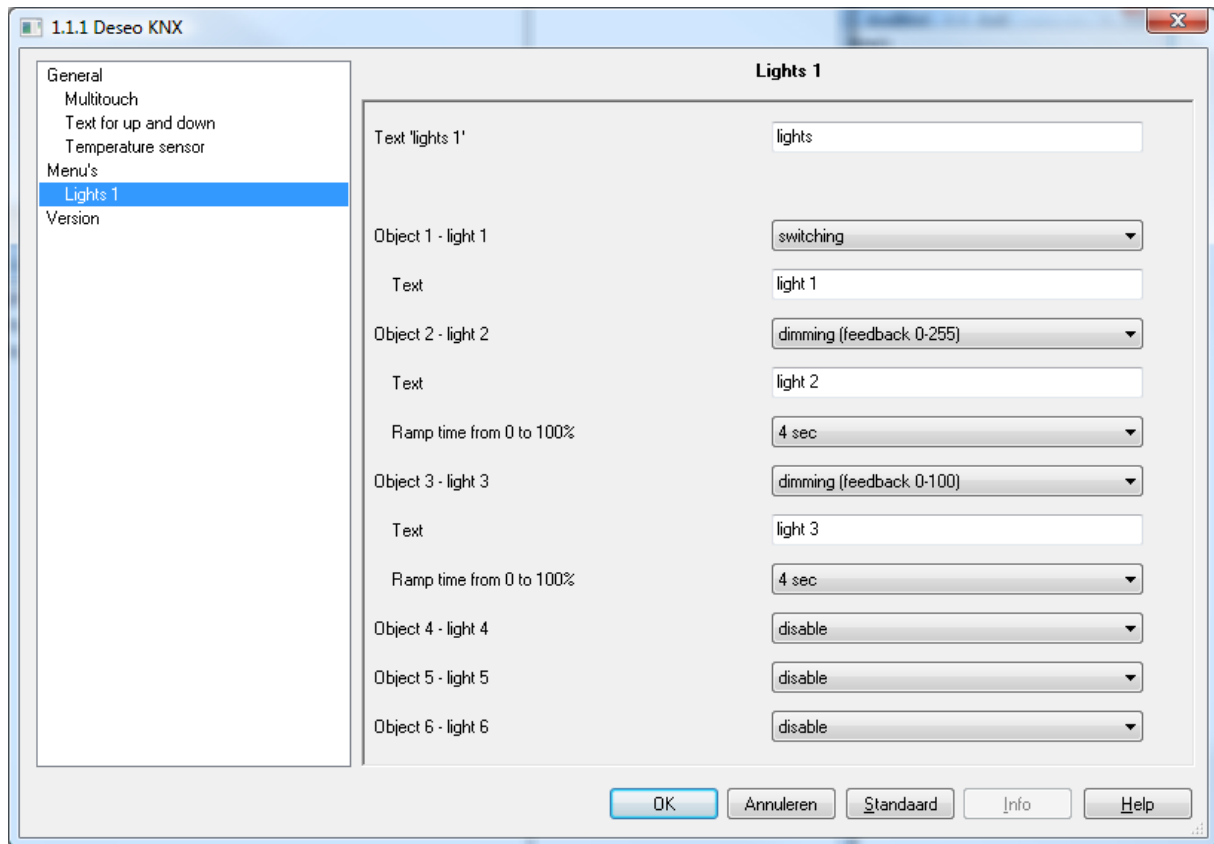 1.1.1 Deseo KNX
General
Multitouch
Text for up and down
Temperature sensor
Menu's
Lights 1
Version
Lights 1
Text 'lights 1' lights
Object 1 - light 1 switching
Text light 1
Object 2 - light 2 dimming (feedback 0-255)
Text light 2
Ramp time from 0 to 100% 4 sec
Object 3 - light 3 dimming (feedback 0-100)
Text light 3
Ramp time from 0 to 100% 4 sec
Object 4 - light 4 disable
Object 5 - light 5 disable
Object 6 - light 6 disable
OK Annuleren Standaard Info Help